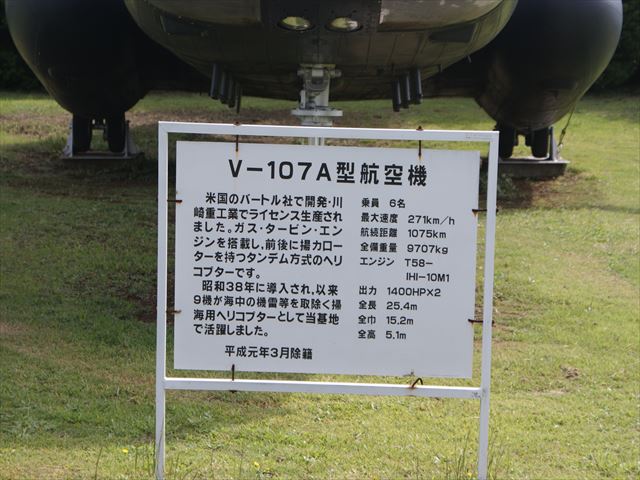 V-107A型航空機
米国のバートル社で開発・川
崎重工業でライセンス生産され
ました。ガス・タービン・エン
ジンを搭載し、前後に揚力ロー
ターを持つタンデム方式のヘリ
コプターです。
昭和38年に導入され、以来
9機が海中の機雷等を取除く掃
海用ヘリコプターとして当基地
で活躍しました。
平成元年3月除籍
乗員 6名
最大速度 271km/h
航続距離 1075km
全備重量 9707kg
エンジン T58-
IHI-10M1
出力 1400HP×2
全長 25.4m
全巾 15.2m
全高 5.1m